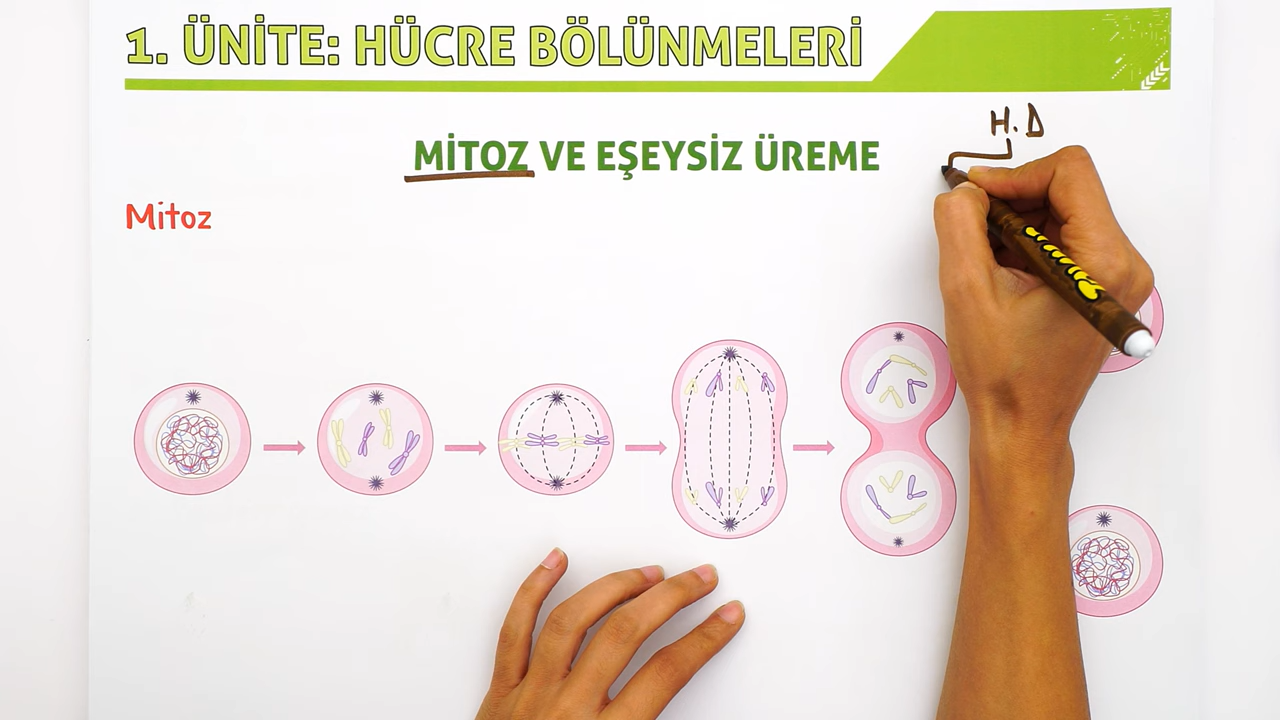 1. ÜNİTE: HÜCRE BÖLÜNMELERİ
H.D
MİTOZ VE EŞEYSİZ ÜREME
Mitoz